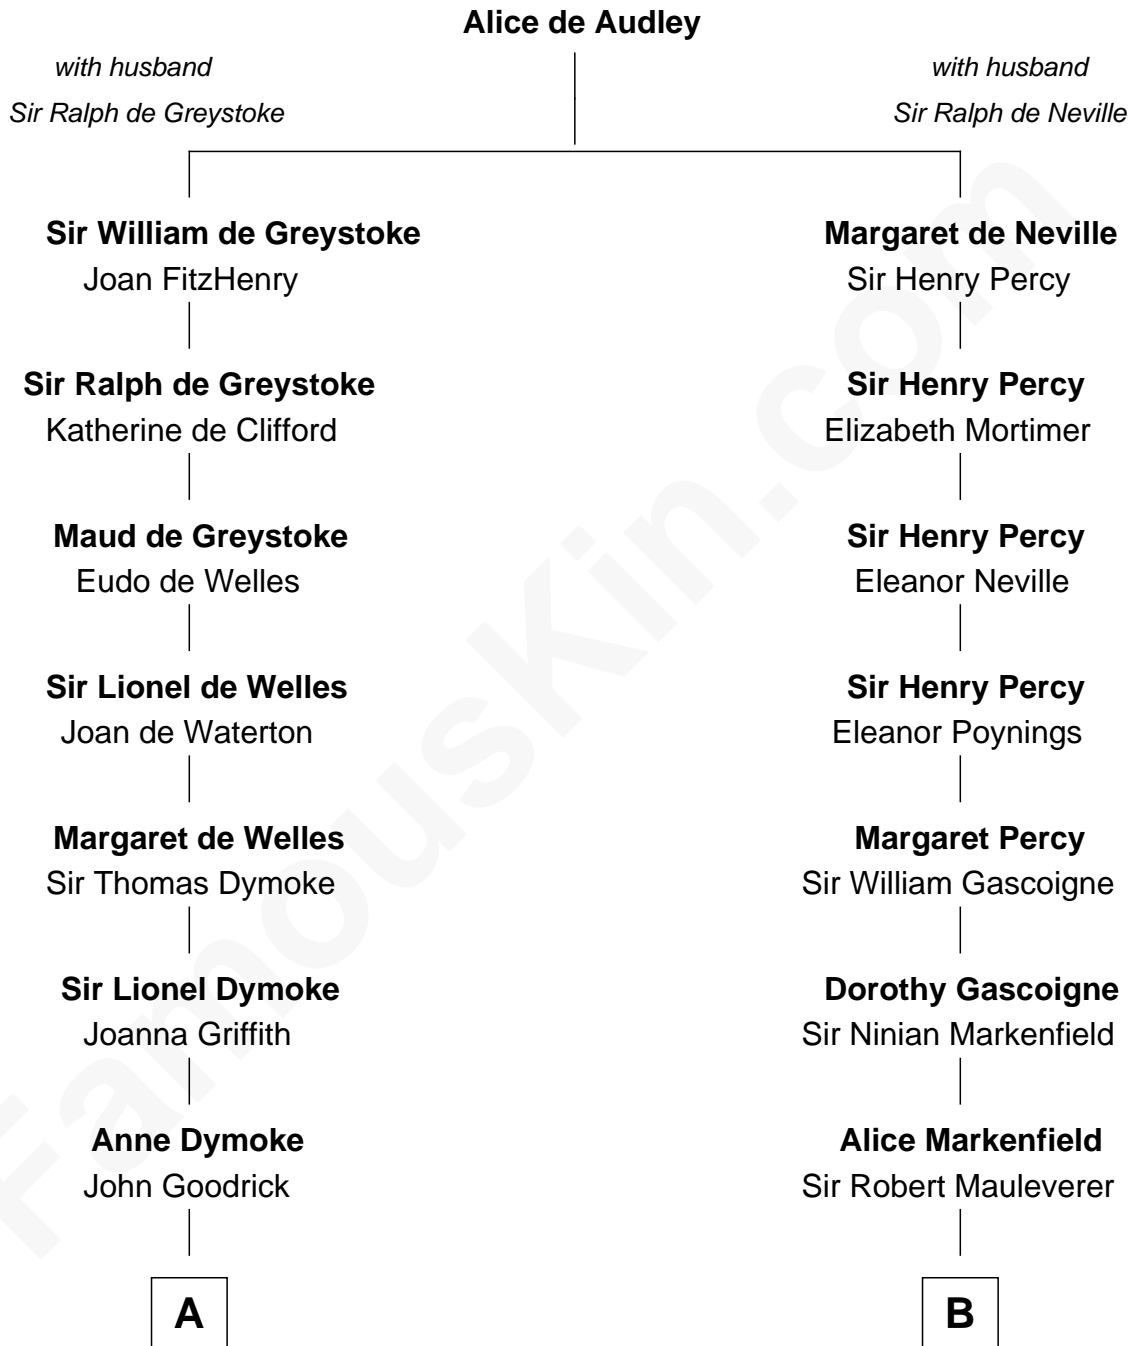 Alice de Audley
with husband
Sir Ralph de Greystoke
with husband
Sir Ralph de Neville
Sir William de Greystoke
Joan FitzHenry
Margaret de Neville
Sir Henry Percy
Sir Ralph de Greystoke
Katherine de Clifford
Sir Henry Percy
Elizabeth Mortimer
Maud de Greystoke
Eudo de Welles
Sir Henry Percy
Eleanor Neville
Sir Lionel de Welles
Joan de Waterton
Sir Henry Percy
Eleanor Poynings
Margaret de Welles
Sir Thomas Dymoke
Margaret Percy
Sir William Gascoigne
Sir Lionel Dymoke
Joanna Griffith
Dorothy Gascoigne
Sir Ninian Markenfield
Anne Dymoke
John Goodrick
Alice Markenfield
Sir Robert Mauleverer
A
B
FamousKin.com